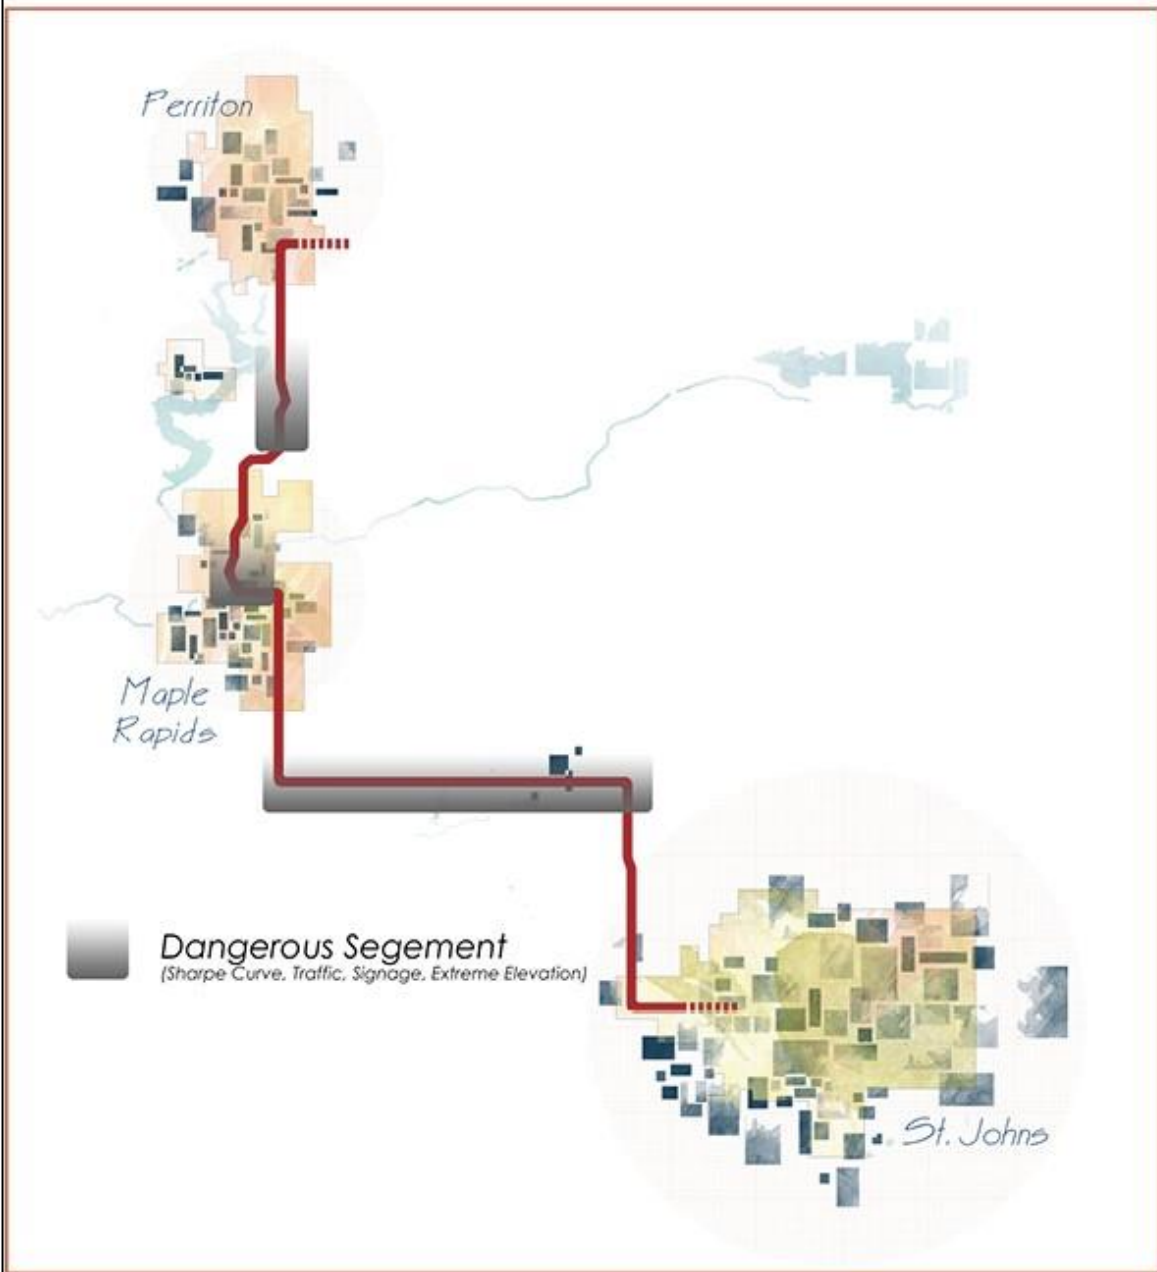 Perriton
Maple
Rapids
Dangerous Segement
(Sharpe Curve, Traffic, Signage, Extreme Elevation)
St. Johns